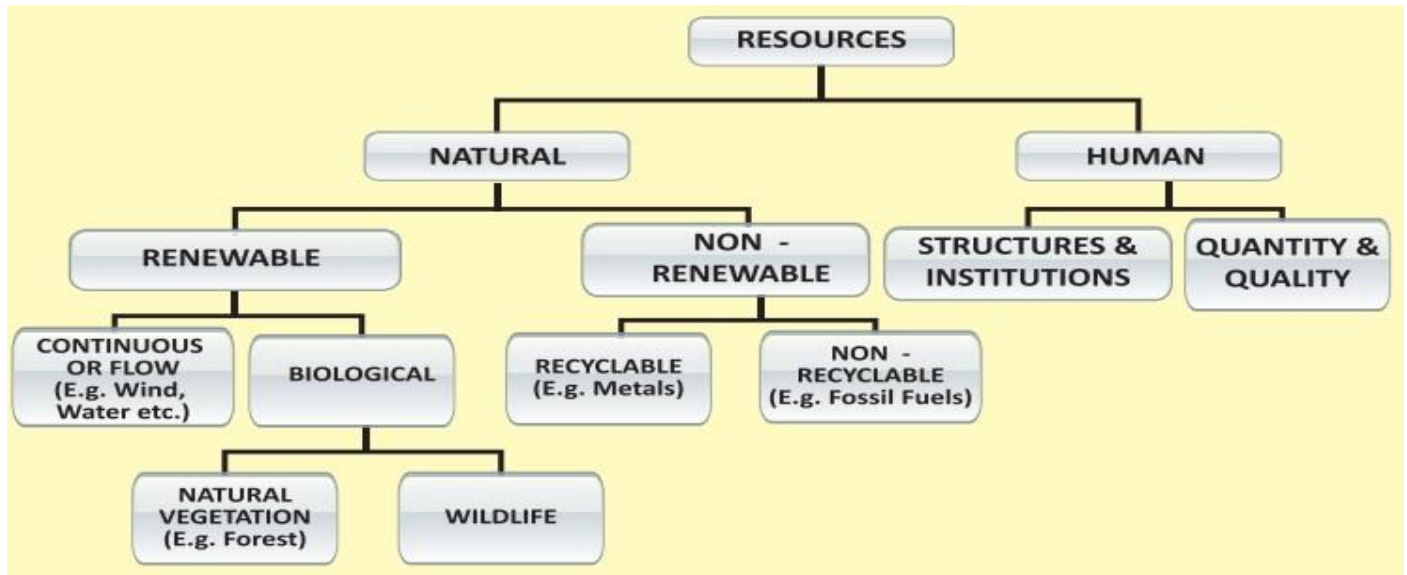 RESOURCES
NATURAL
HUMAN
RENEWABLE
NON -
RENEWABLE
STRUCTURES &
INSTITUTIONS
QUANTITY &
QUALITY
CONTINUOUS
OR FLOW
(E.g. Wind,
Water etc.)
BIOLOGICAL
RECYCLABLE
(E.g. Metals)
NON -
RECYCLABLE
(E.g. Fossil Fuels)
NATURAL
VEGETATION
(E.g. Forest)
WILDLIFE